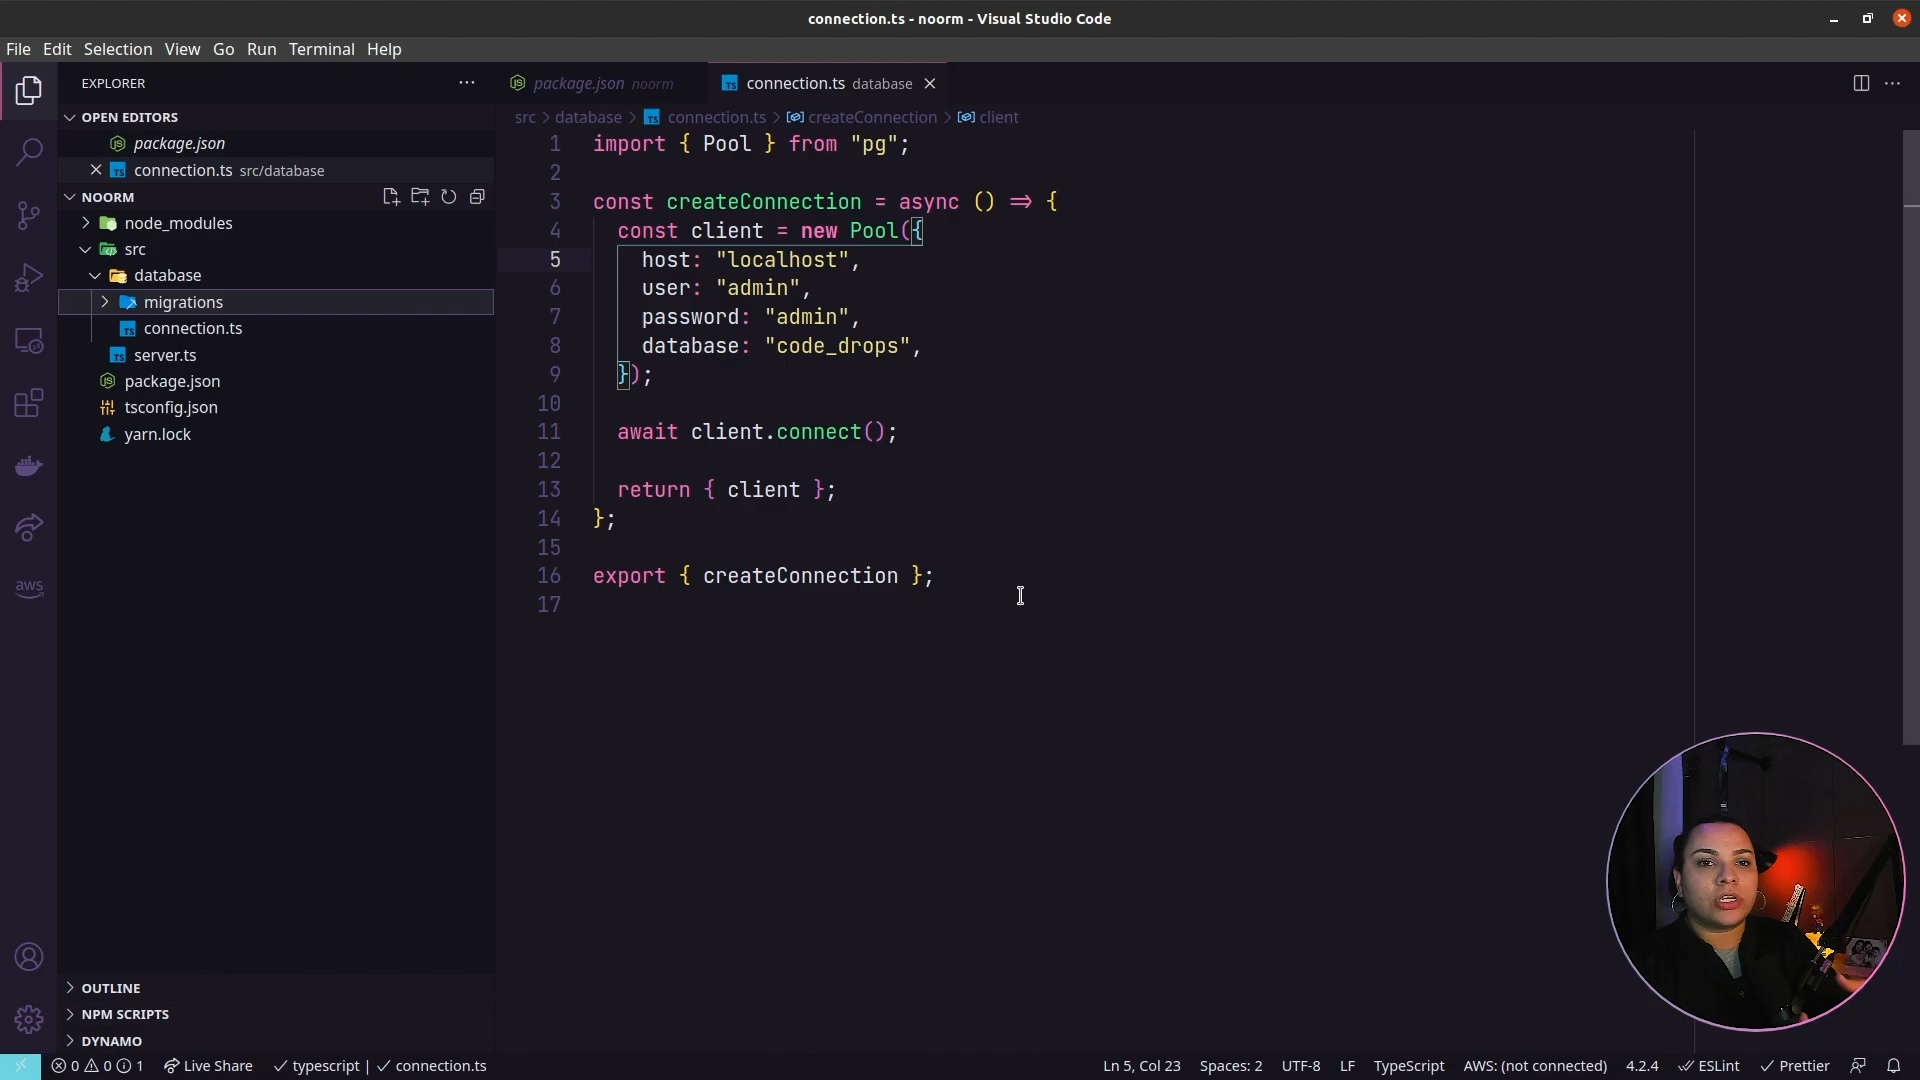 connection.ts - noorm - Visual Studio Code
File Edit Selection View Go Run Terminal Help
EXPLORER
OPEN EDITORS
package.json
connection.ts src/database
NOORM
node_modules
src
database
migrations
connection.ts
server.ts
package.json
tsconfig.json
yarn.lock
OUTLINE
NPM SCRIPTS
DYNAMO
aws
package.json noorm
connection.ts database
src > database > connection.ts > createConnection > client
1 import { Pool } from "pg";
2
3 const createConnection = async () => {
4 const client = new Pool({
5 host: "localhost",
6 user: "admin",
7 password: "admin",
8 database: "code_drops",
9 });
10
11 await client.connect();
12
13 return { client };
14 };
15
16 export { createConnection };
17
0 0 1 Live Share typescript | connection.ts Ln 5, Col 23 Spaces: 2 UTF-8 LF TypeScript AWS: (not connected) 4.2.4 ESLint Prettier